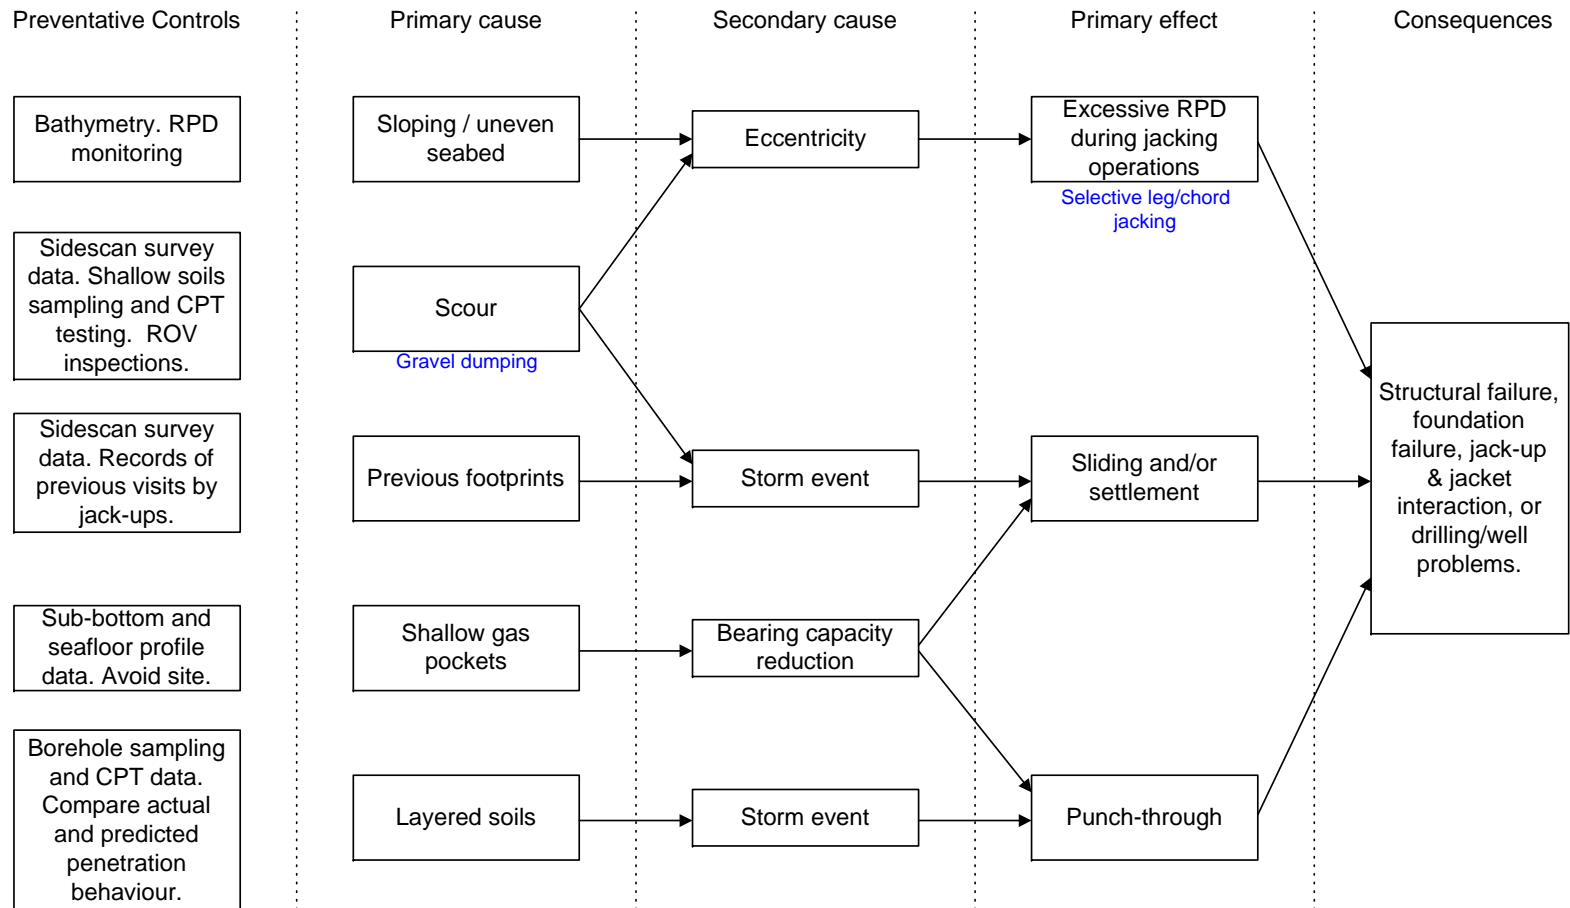 Preventative Controls
Primary cause
Secondary cause
Primary effect
Consequences
Bathymetry. RPD
monitoring
Sloping / uneven
seabed
Eccentricity
Excessive RPD
during jacking
operations
Selective leg/chord
jacking
Sidescan survey
data. Shallow soils
sampling and CPT
testing.  ROV
inspections.
Scour
Gravel dumping
Sidescan survey
data. Records of
previous visits by
jack-ups.
Previous footprints
Storm event
Sliding and/or
settlement
Structural failure,
foundation
failure, jack-up
& jacket
interaction, or
drilling/well
problems.
Sub-bottom and
seafloor profile
data. Avoid site.
Shallow gas
pockets
Bearing capacity
reduction
Borehole sampling
and CPT data.
Compare actual
and predicted
penetration
behaviour.
Layered soils
Storm event
Punch-through